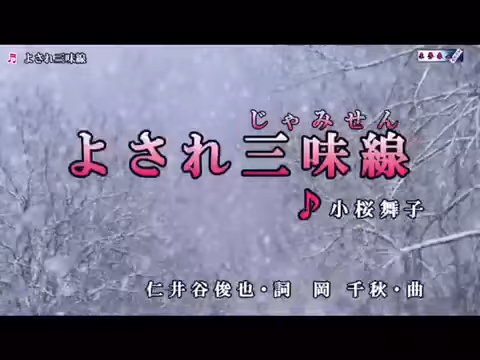 よされ三味線
じゃみせん
よされ三味線
小桜舞子
仁井谷俊也・詞 岡 千秋・曲